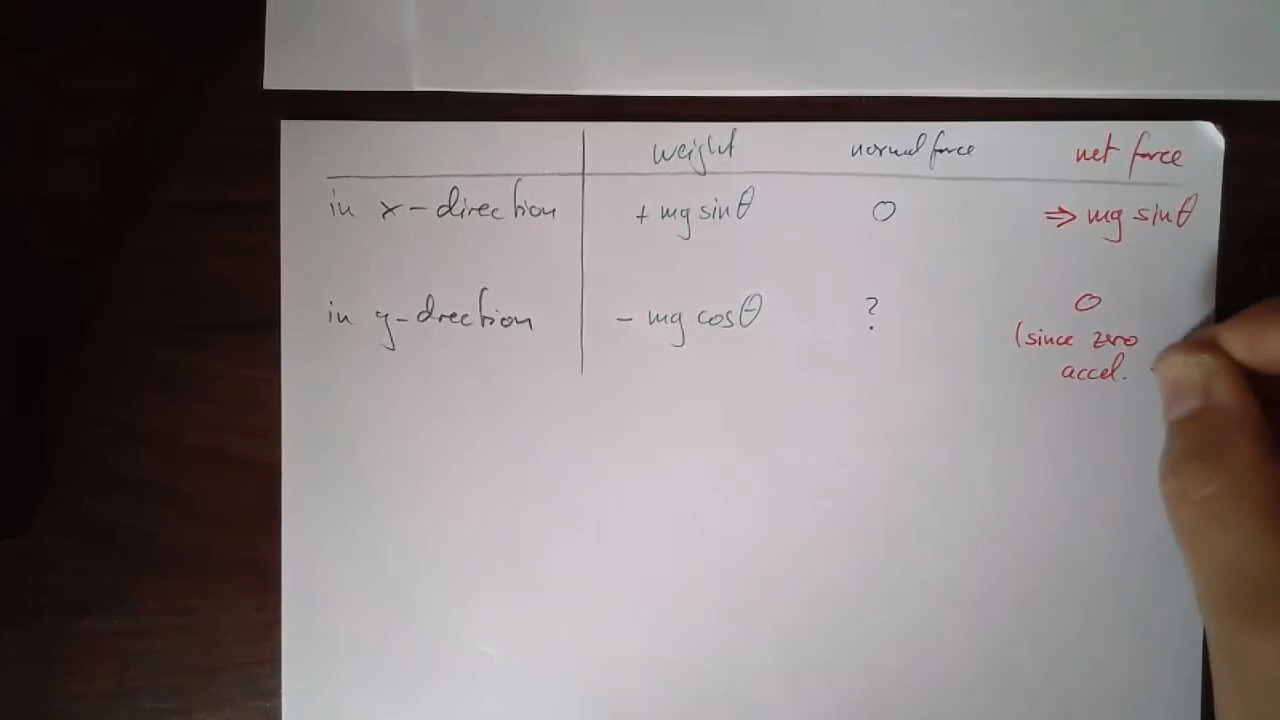 weight normal force net force
in x-direction + mg sinθ 0 ⇒ mg sinθ
in y-drection - mg cosθ ? 0
(since zero
accel.